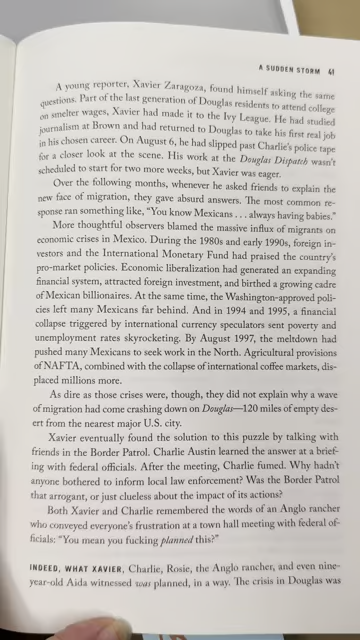 A SUDDEN STORM 41
A young reporter, Xavier Zaragoza, found himself asking the same
questions. Part of the last generation of Douglas residents to attend college
on smelter wages, Xavier had made it to the Ivy League. He had studied
journalism at Brown and had returned to Douglas to take his first real job
in his chosen career. On August 6, he had slipped past Charlie's police tape
for a closer look at the scene. His work at the Douglas Dispatch wasn't
scheduled to start for two more weeks, but Xavier was eager.
Over the following months, whenever he asked friends to explain the
new face of migration, they gave absurd answers. The most common re-
sponse ran something like, "You know Mexicans . . . always having babies."
More thoughtful observers blamed the massive influx of migrants on
economic crises in Mexico. During the 1980s and early 1990s, foreign in-
vestors and the International Monetary Fund had praised the country's
pro-market policies. Economic liberalization had generated an expanding
financial system, attracted foreign investment, and birthed a growing cadre
of Mexican billionaires. At the same time, the Washington-approved poli-
cies left many Mexicans far behind. And in 1994 and 1995, a financial
collapse triggered by international currency speculators sent poverty and
unemployment rates skyrocketing. By August 1997, the meltdown had
pushed many Mexicans to seek work in the North. Agricultural provisions
of NAFTA, combined with the collapse of international coffee markets, dis-
placed millions more.
As dire as those crises were, though, they did not explain why a wave
of migration had come crashing down on Douglas—120 miles of empty des-
ert from the nearest major U.S. city.
Xavier eventually found the solution to this puzzle by talking with
friends in the Border Patrol. Charlie Austin learned the answer at a brief-
ing with federal officials. After the meeting, Charlie fumed. Why hadn't
anyone bothered to inform local law enforcement? Was the Border Patrol
that arrogant, or just clueless about the impact of its actions?
Both Xavier and Charlie remembered the words of an Anglo rancher
who conveyed everyone's frustration at a town hall meeting with federal of-
ficials: "You mean you fucking planned this?"
INDEED, WHAT XAVIER, Charlie, Rosie, the Anglo rancher, and even nine-
year-old Aida witnessed was planned, in a way. The crisis in Douglas was